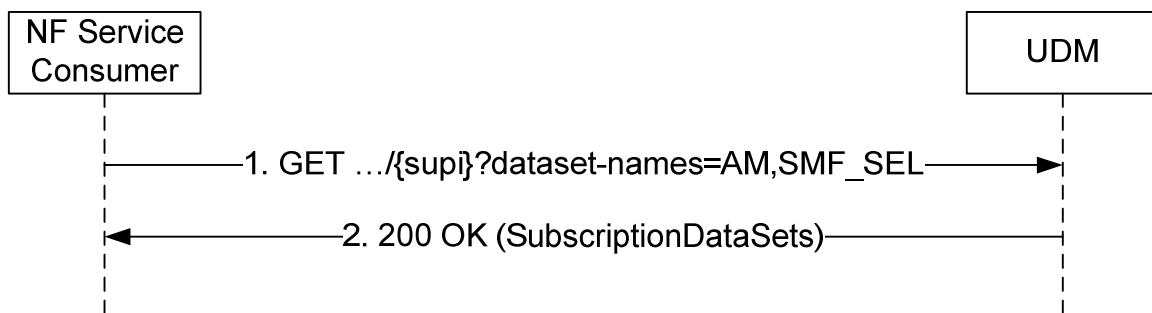 NF Service
Consumer
UDM
1. GET …/{supi}?dataset-names=AM,SMF_SEL
2. 200 OK (SubscriptionDataSets)